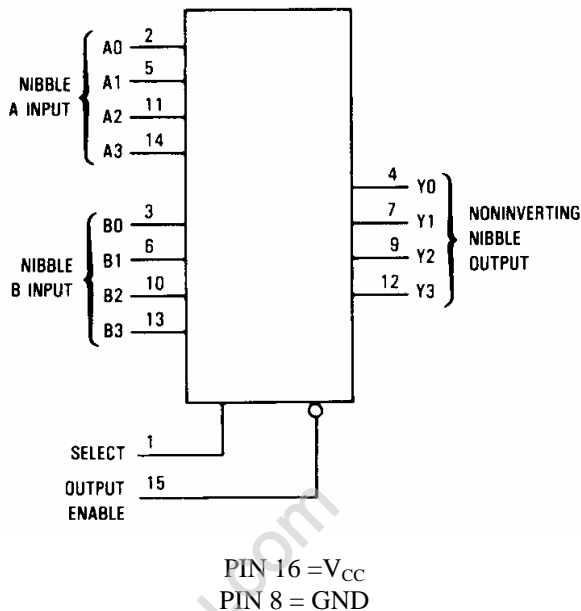 NIBBLE
A INPUT
A0 2
A1 5
A2 11
A3 14
NIBBLE
B INPUT
B0 3
B1 6
B2 10
B3 13
4 Y0
7 Y1
9 Y2
12 Y3
NONINVERTING
NIBBLE
OUTPUT
SELECT 1
OUTPUT
ENABLE 15
PIN 16 =VCC
PIN 8 = GND
.com